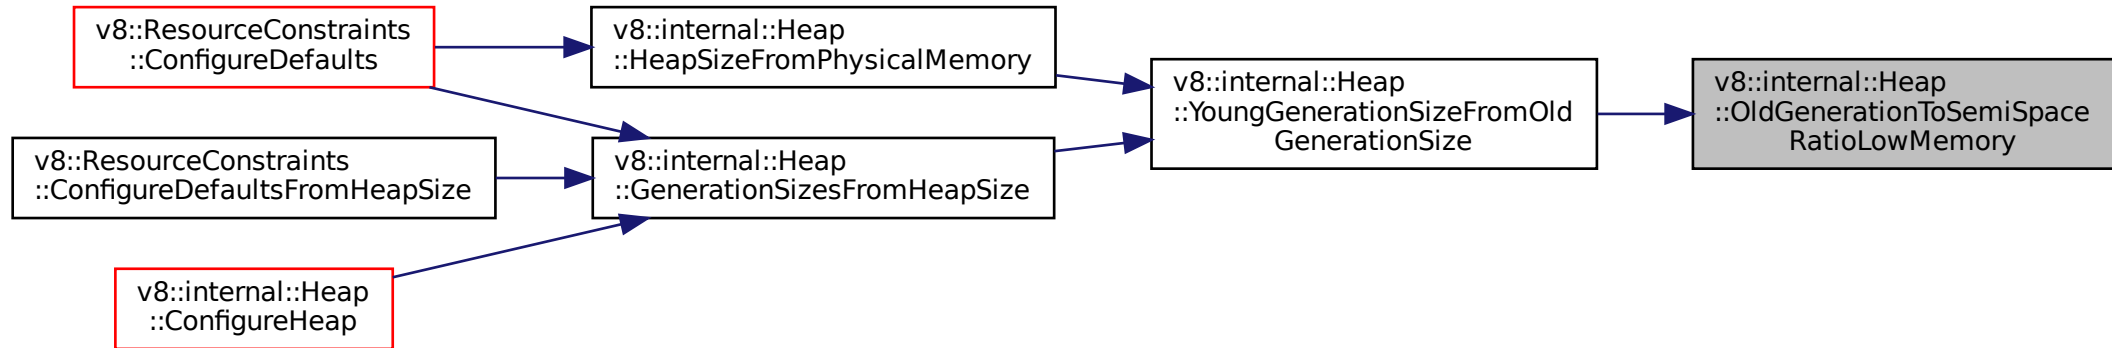 v8::ResourceConstraints
::ConfigureDefaults
v8::internal::Heap
::HeapSizeFromPhysicalMemory
v8::internal::Heap
::YoungGenerationSizeFromOld
GenerationSize
v8::internal::Heap
::OldGenerationToSemiSpace
RatioLowMemory
v8::ResourceConstraints
::ConfigureDefaultsFromHeapSize
v8::internal::Heap
::GenerationSizesFromHeapSize
v8::internal::Heap
::ConfigureHeap